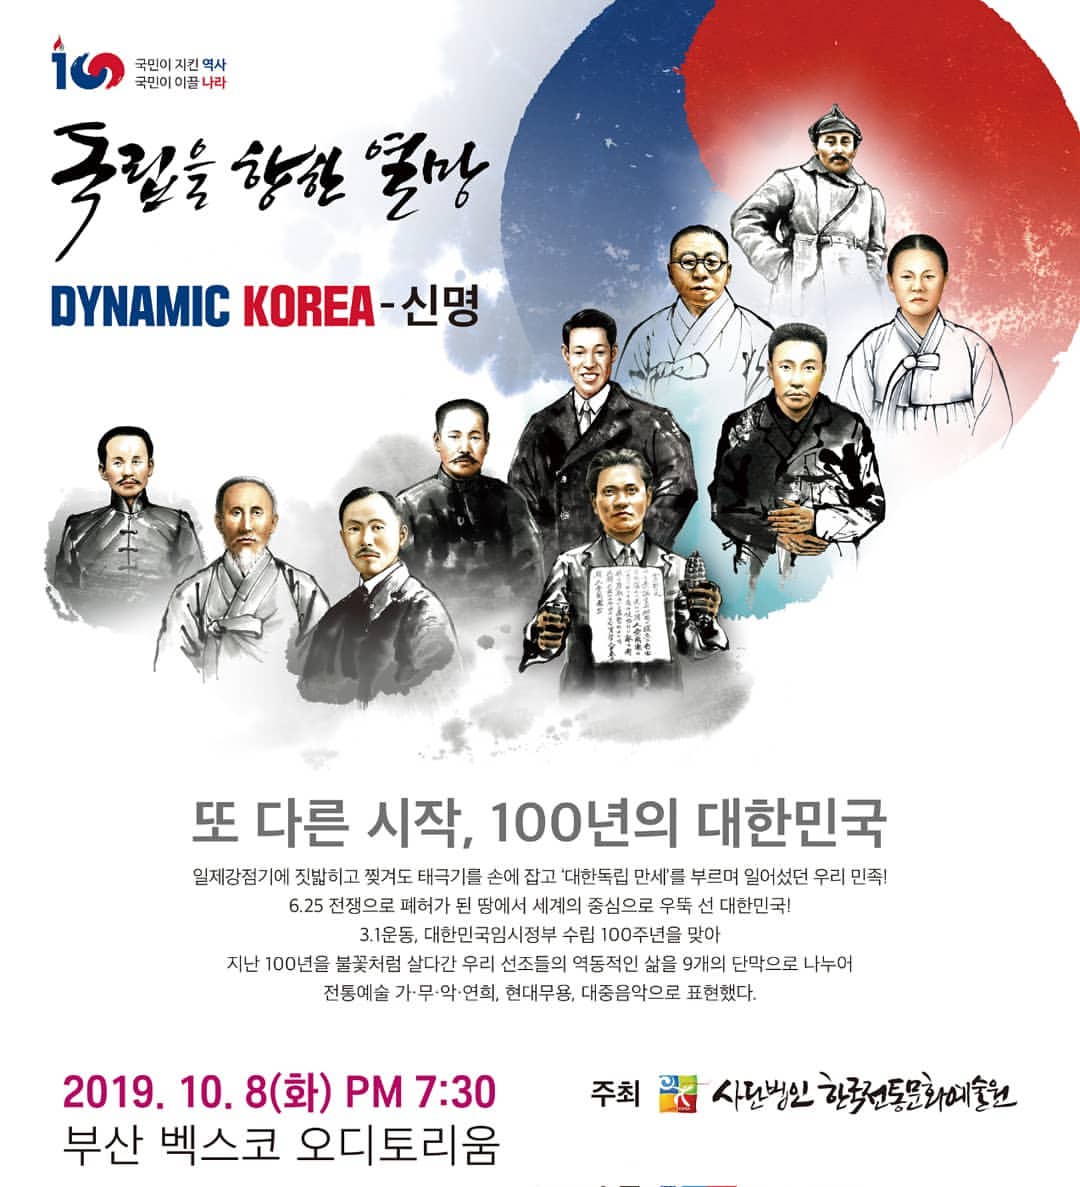 100
국민이 지킨 역사
국민이 이끌 나라
독립을 향한 열망
DYNAMIC KOREA-신명
또 다른 시작, 100년의 대한민국
일제강점기에 짓밟히고 찢겨도 태극기를 손에 잡고 '대한독립 만세'를 부르며 일어섰던 우리 민족!
6.25 전쟁으로 폐허가 된 땅에서 세계의 중심으로 우뚝 선 대한민국!
3.1운동, 대한민국임시정부 수립 100주년을 맞아
지난 100년을 불꽃처럼 살다간 우리 선조들의 역동적인 삶을 9개의 단막으로 나누어
전통예술 가·무·악·연희, 현대무용, 대중음악으로 표현했다.
2019. 10. 8(화) PM 7:30
부산 벡스코 오디토리움
주최 사단법인 한국전통문화예술원